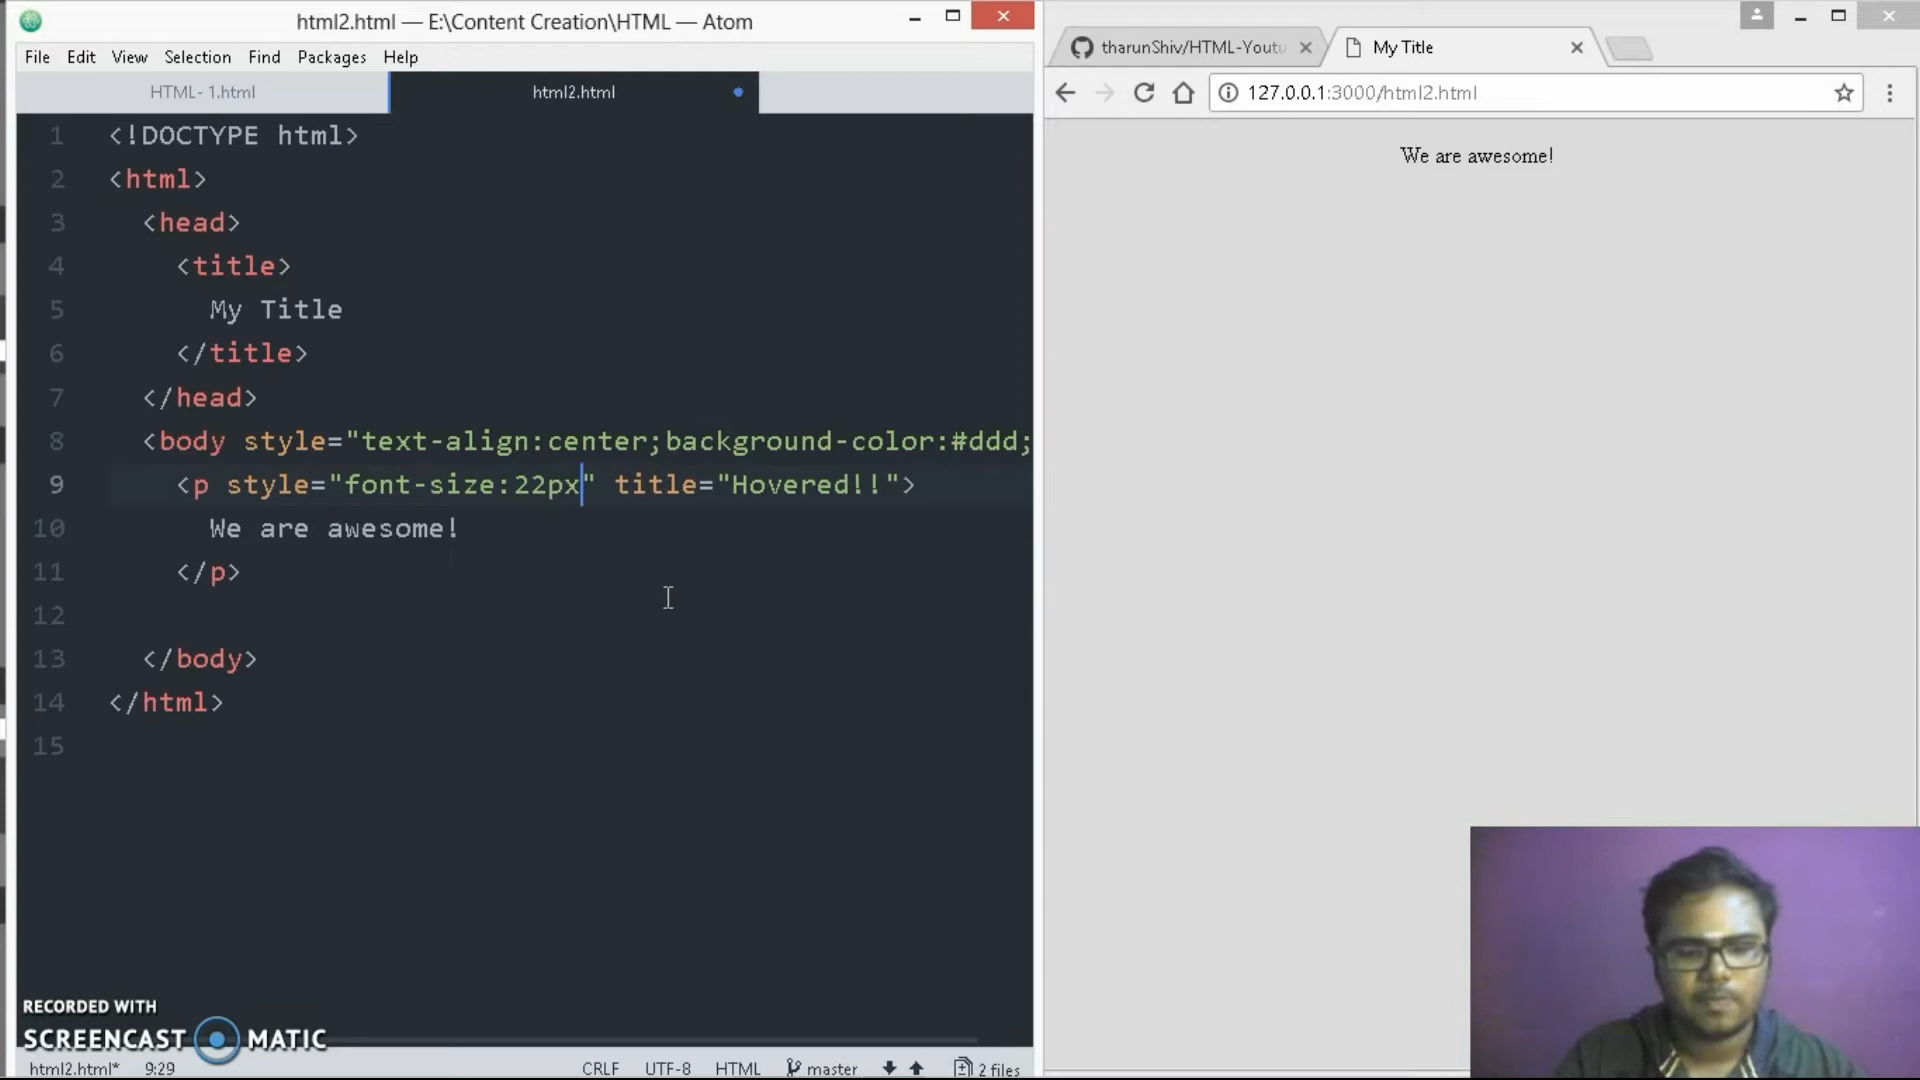 html2.html — E:\Content Creation\HTML — Atom
File Edit View Selection Find Packages Help
HTML- 1.html
html2.html
1 <!DOCTYPE html>
2 <html>
3 <head>
4 <title>
5 My Title
6 </title>
7 </head>
8 <body style="text-align:center;background-color:#ddd;
9 <p style="font-size:22px" title="Hovered!!">
10 We are awesome!
11 </p>
12
13 </body>
14 </html>
15
RECORDED WITH
SCREENCAST MATIC
html2.html* 9:29 CRLF UTF-8 HTML master 2 files
tharunShiv/HTML-Youtu
My Title
127.0.0.1:3000/html2.html
We are awesome!